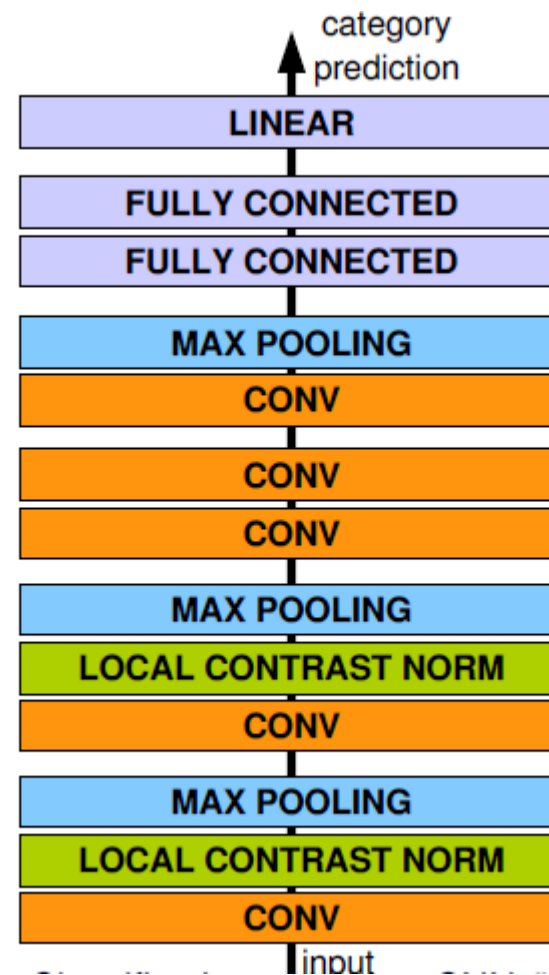 category
prediction
LINEAR
FULLY CONNECTED
FULLY CONNECTED
MAX POOLING
CONV
CONV
CONV
MAX POOLING
LOCAL CONTRAST NORM
CONV
MAX POOLING
LOCAL CONTRAST NORM
CONV
input